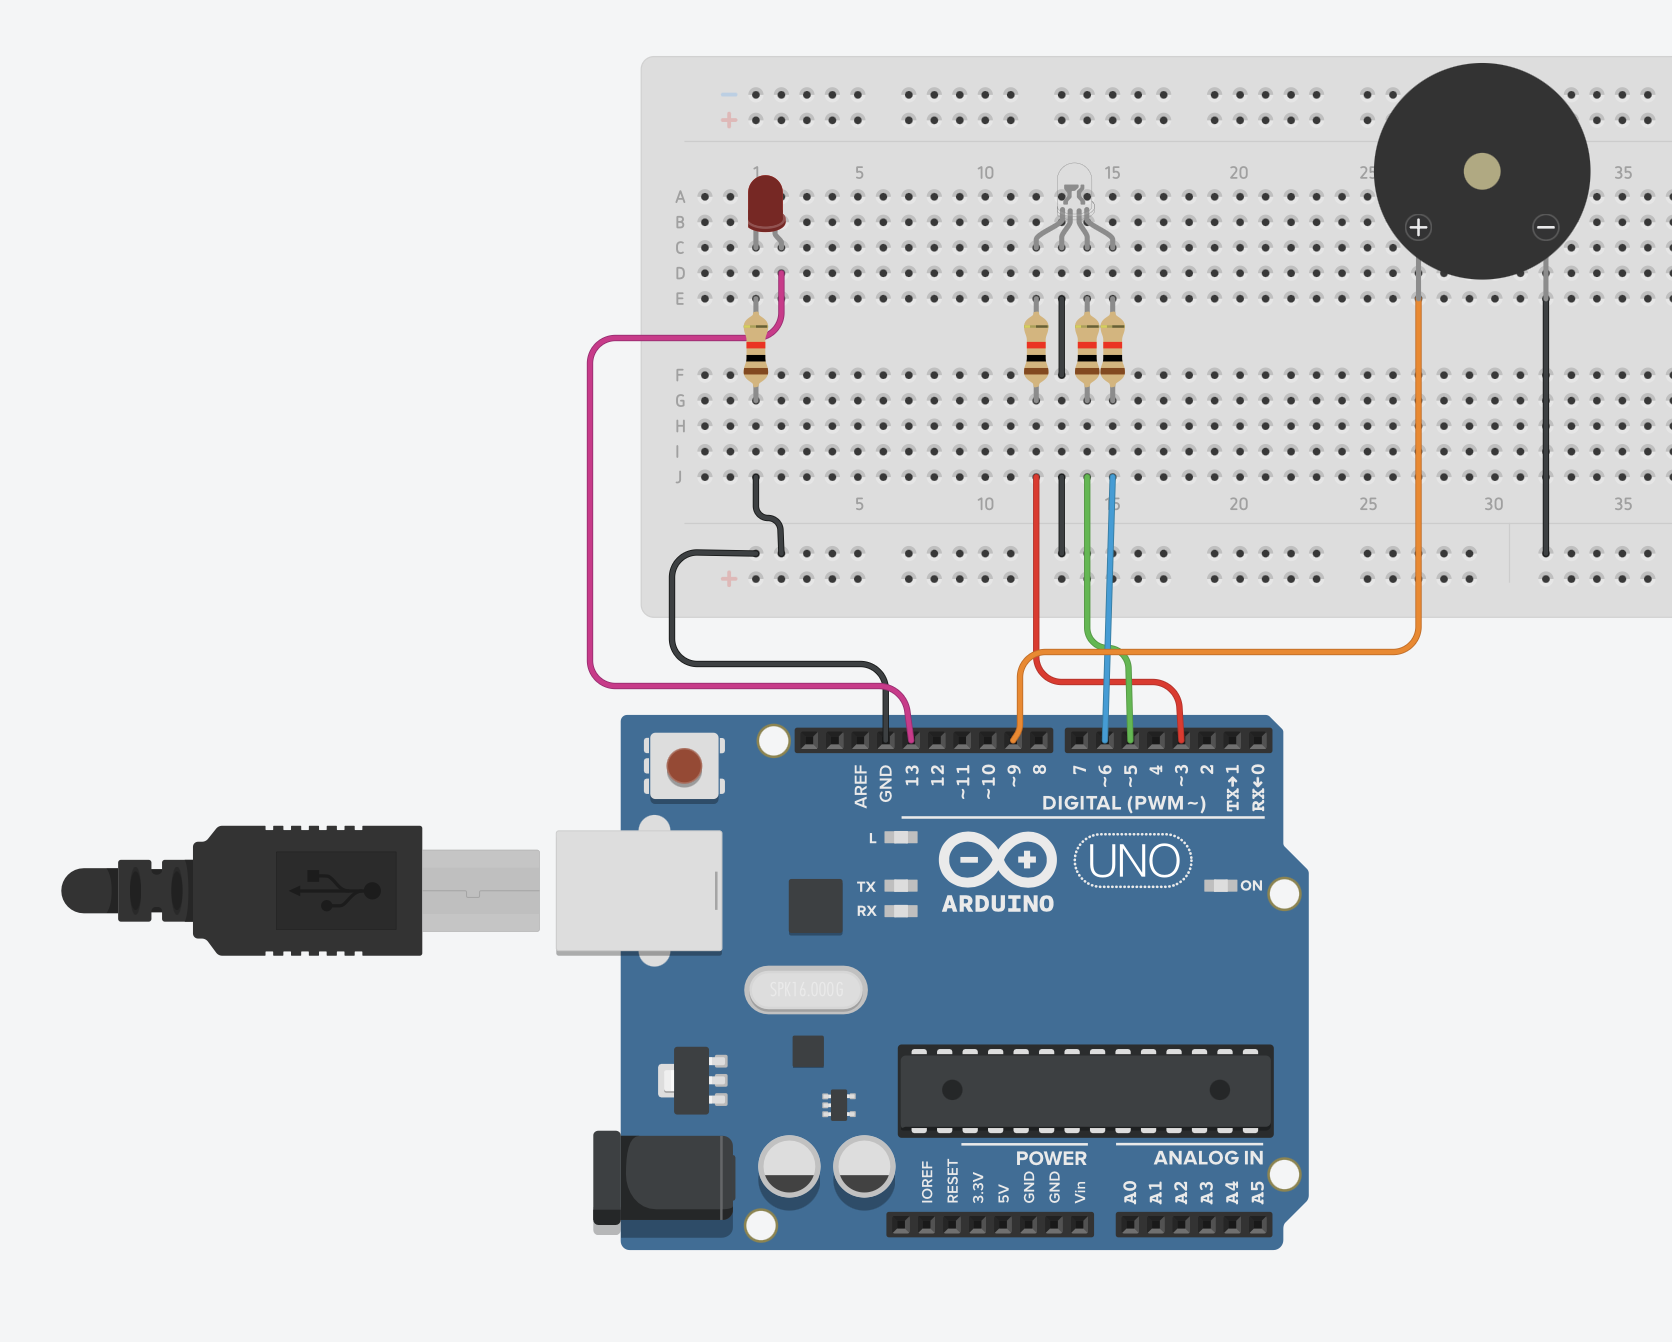 − +
1 5 10 15 20 25 35
A
B
C
D
E
+ −
F
G
H
I
J
5 10 15 20 25 30 35
+
AREF GND 13 12 ~11 ~10 ~9 8 7 ~6 ~5 4 ~3 2 TX→1 RX←0
DIGITAL (PWM~)
L
UNO
TX
ON
RX
ARDUINO
SPK16.000G
POWER ANALOG IN
IOREF RESET 3.3V 5V GND GND Vin A0 A1 A2 A3 A4 A5